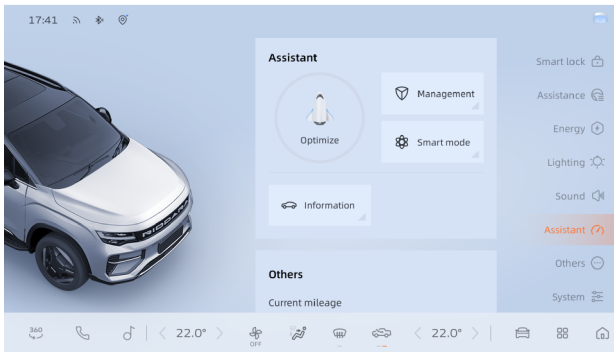 17:41
Smart lock
Assistance
Energy
Lighting
Sound
Assistant
Others
System
Assistant
Optimize
Management
Smart mode
Information
Others
Current mileage
RIDDARA
360
22.0°
OFF
22.0°